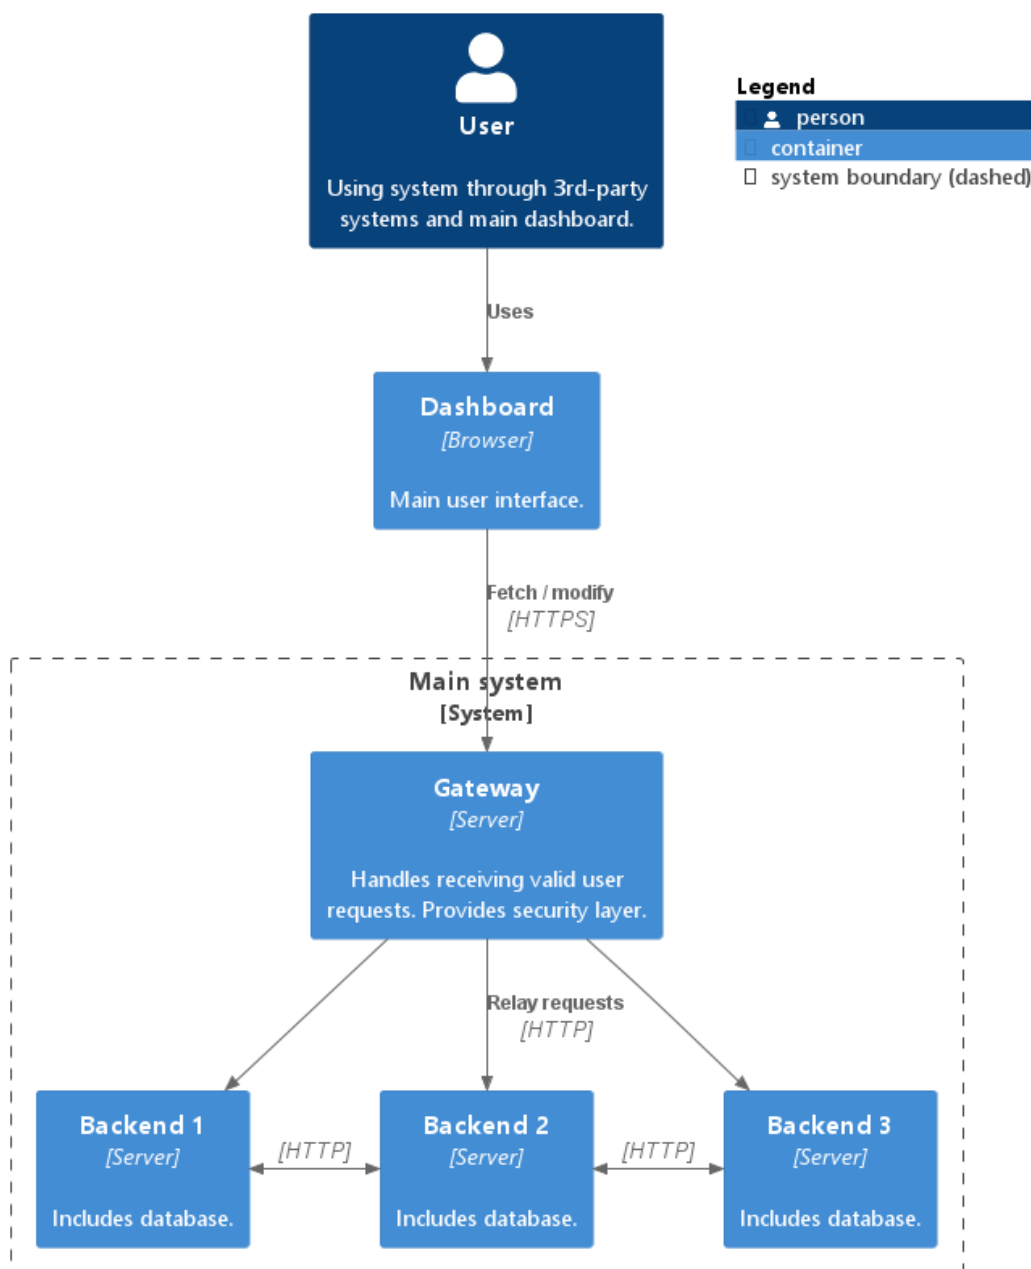 User
Using system through 3rd-party
systems and main dashboard.
Legend
person
container
system boundary (dashed)
Uses
Dashboard
[Browser]
Main user interface.
Fetch / modify
[HTTPS]
Main system
[System]
Gateway
[Server]
Handles receiving valid user
requests. Provides security layer.
Relay requests
[HTTP]
Backend 1
[Server]
Includes database.
[HTTP]
Backend 2
[Server]
Includes database.
[HTTP]
Backend 3
[Server]
Includes database.